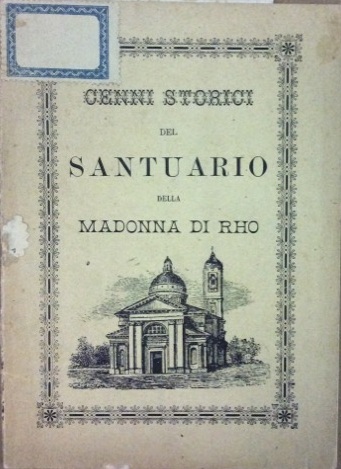 CENNI STORICI
DEL
SANTUARIO
DELLA
MADONNA DI RHO